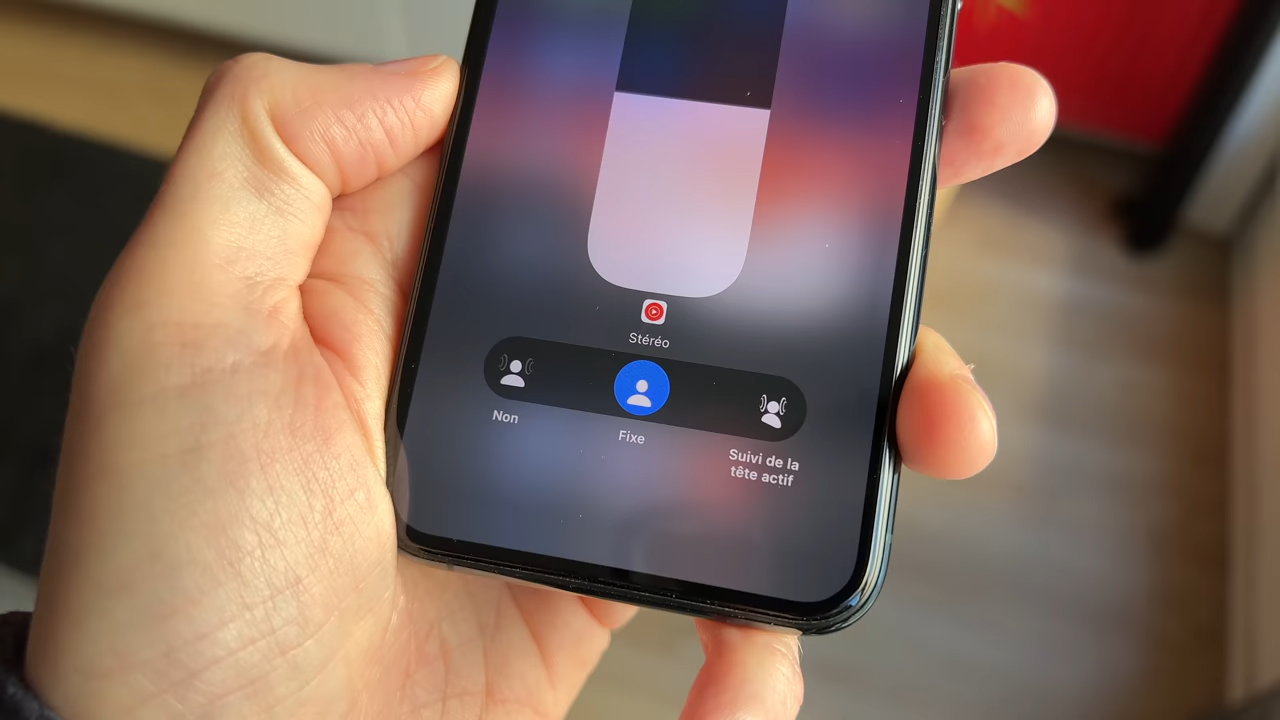 Stéréo
Non
Fixe
Suivi de la
tête actif